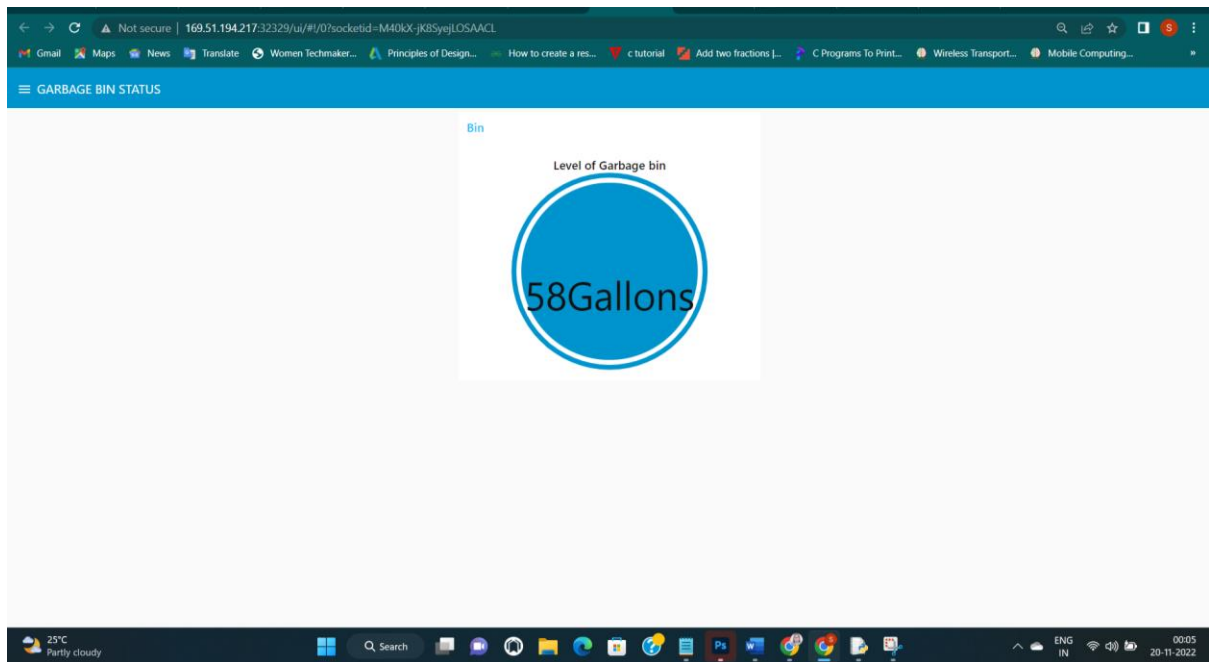 Not secure | 169.51.194.217:32329/ui/#!/0?socketid=M40kX-jK8SyejLOSAACL
S
Gmail Maps News Translate Women Techmaker... Principles of Design... How to create a res... c tutorial Add two fractions |... C Programs To Print... Wireless Transport... Mobile Computing... »
GARBAGE BIN STATUS
Bin
Level of Garbage bin
58Gallons
25°C
Partly cloudy
Search
Ps
W
ENG
IN
00:05
20-11-2022